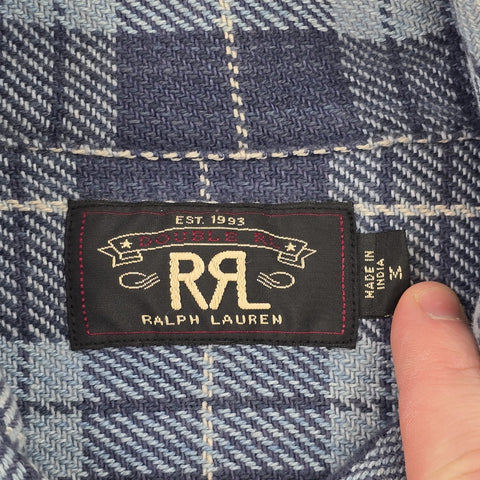 EST. 1993
DOUBLE RL
RRL
RALPH LAUREN
MADE IN
INDIA
M